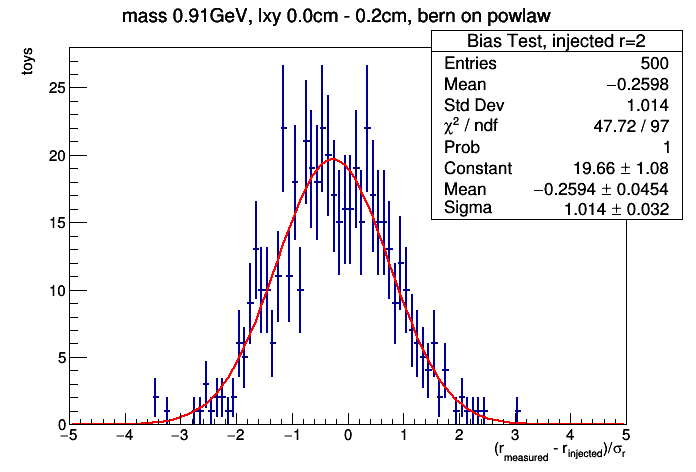 mass 0.91GeV, lxy 0.0cm - 0.2cm, bern on powlaw
toys
Bias Test, injected r=2
Entries 500
Mean −0.2598
Std Dev 1.014
χ² / ndf 47.72 / 97
Prob 1
Constant 19.66 ± 1.08
Mean −0.2594 ± 0.0454
Sigma 1.014 ± 0.032
25
20
15
10
5
0
−5 −4 −3 −2 −1 0 1 2 3 4 5
(r_measured - r_injected)/σ_r